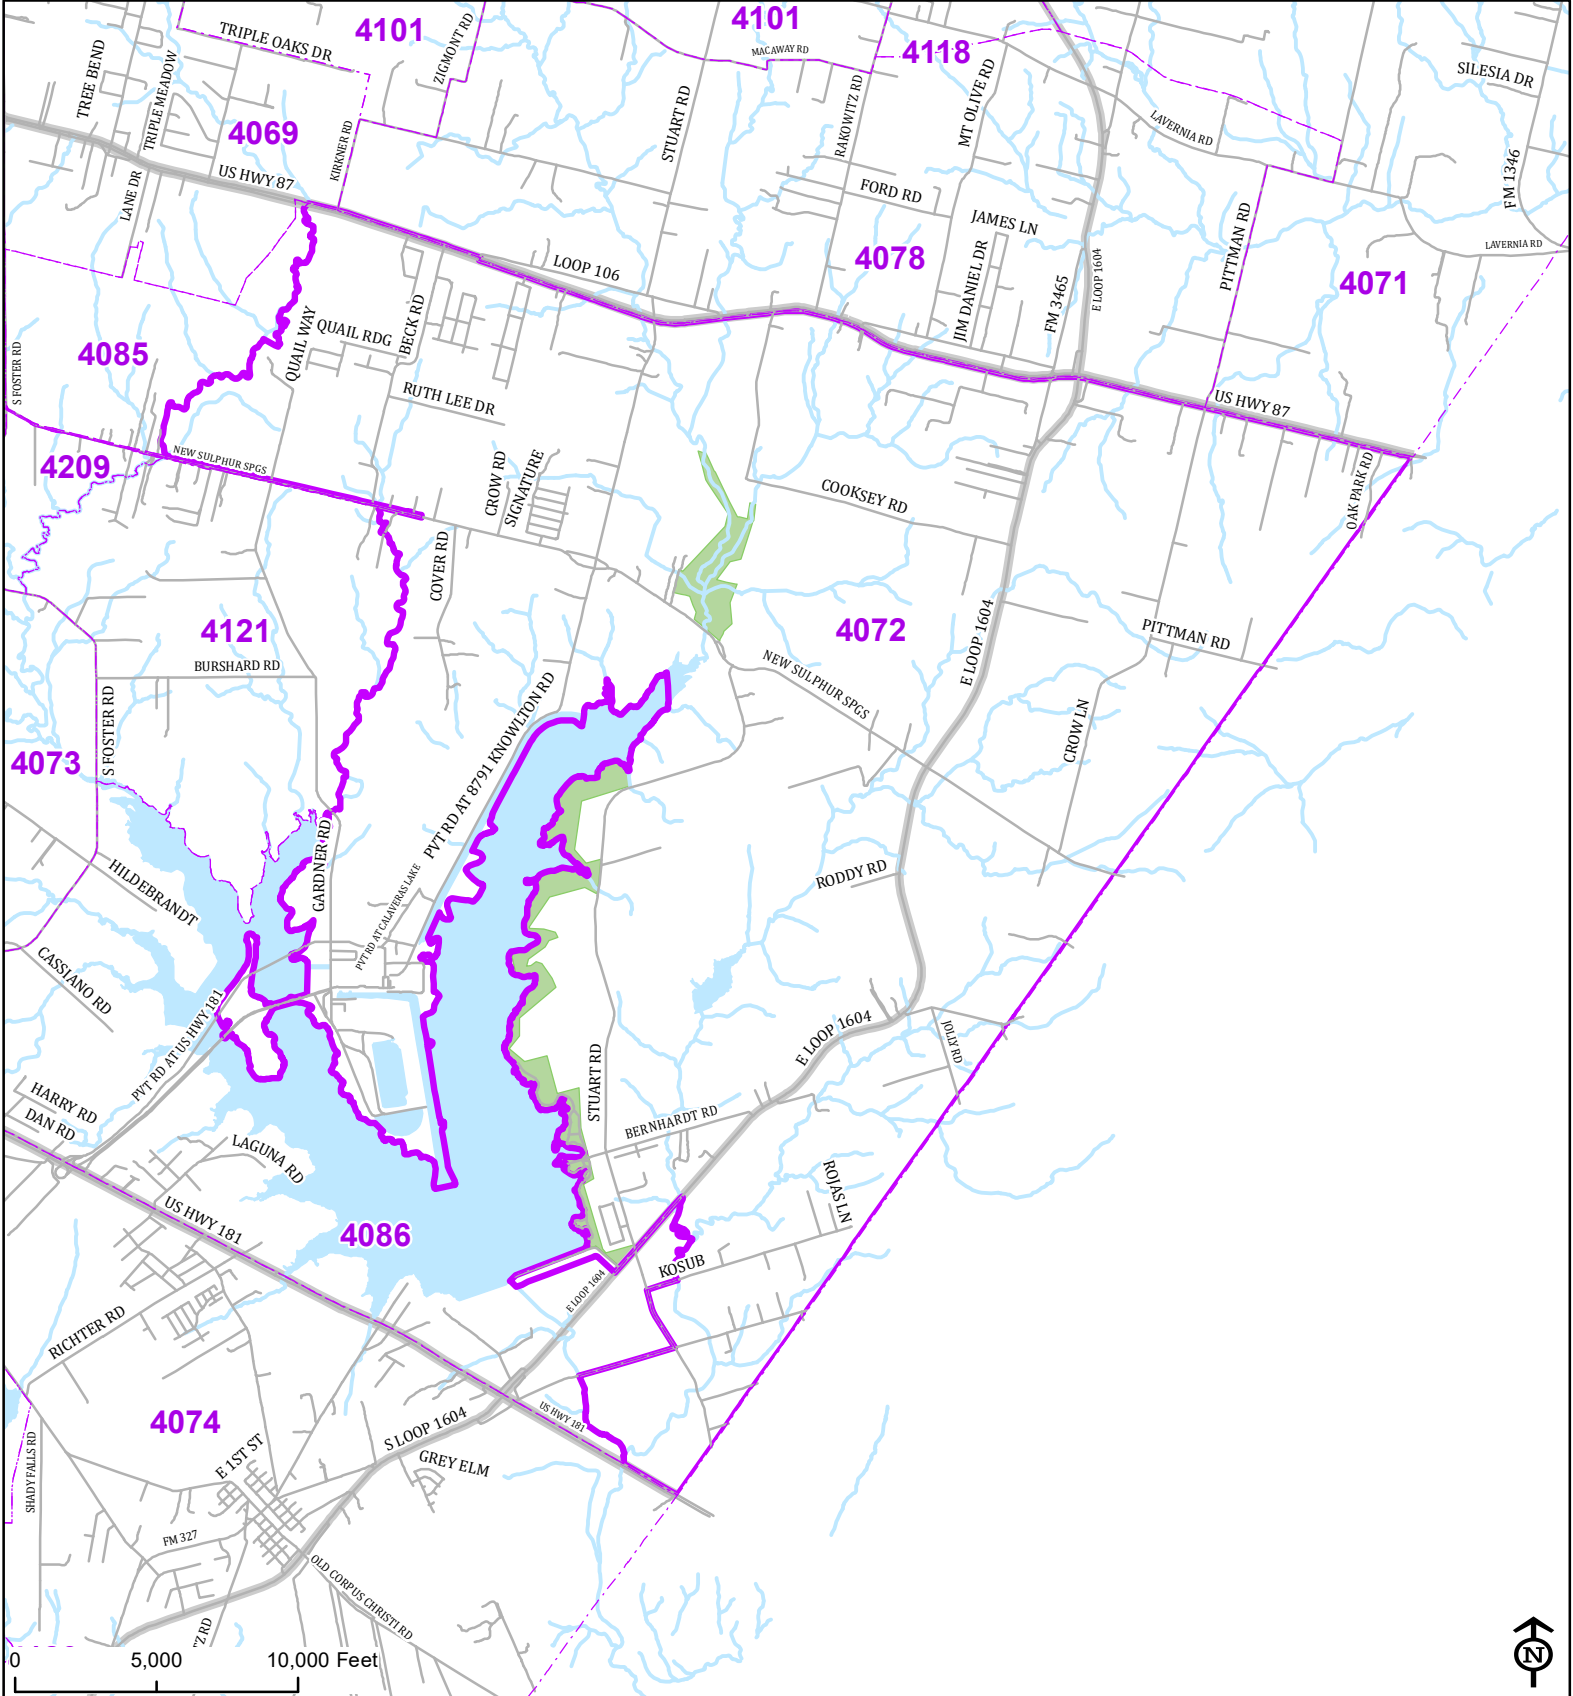 4101
4101
4118
TRIPLE OAKS DR
ZIGMONT RD
MACAWAY RD
TREE BEND
TRIPLE MEADOW
SILESIA DR
STUART RD
RAKOWITZ RD
MT OLIVE RD
LAVERNIA RD
4069
KIRKNER RD
US HWY 87
LANE DR
FORD RD
FM 1346
JAMES LN
PITTMAN RD
LAVERNIA RD
4078
LOOP 106
JIM DANIEL DR
E LOOP 1604
4071
FM 3465
S FOSTER RD
4085
QUAIL WAY
QUAIL RDG
BECK RD
RUTH LEE DR
US HWY 87
4209
NEW SULPHUR SPGS
CROW RD
SIGNATURE
COOKSEY RD
OAK PARK RD
COVER RD
4121
4072
BURSHARD RD
E LOOP 1604
PITTMAN RD
NEW SULPHUR SPGS
S FOSTER RD
4073
PVT RD AT 8791 KNOWLTON RD
CROW LN
GARDNER RD
HILDEBRANDT
RODDY RD
PVT RD AT CALAVERAS LAKE
CASSIANO RD
PVT RD AT US HWY 181
E LOOP 1604
JOLLY RD
HARRY RD
DAN RD
STUART RD
BERNHARDT RD
LAGUNA RD
ROJAS LN
US HWY 181
4086
KOSUB
E LOOP 1604
RICHTER RD
4074
US HWY 181
S LOOP 1604
E 1ST ST
GREY ELM
SHADY FALLS RD
FM 327
OLD CORPUS CHRISTI RD
TZ RD
0 5,000 10,000 Feet
N